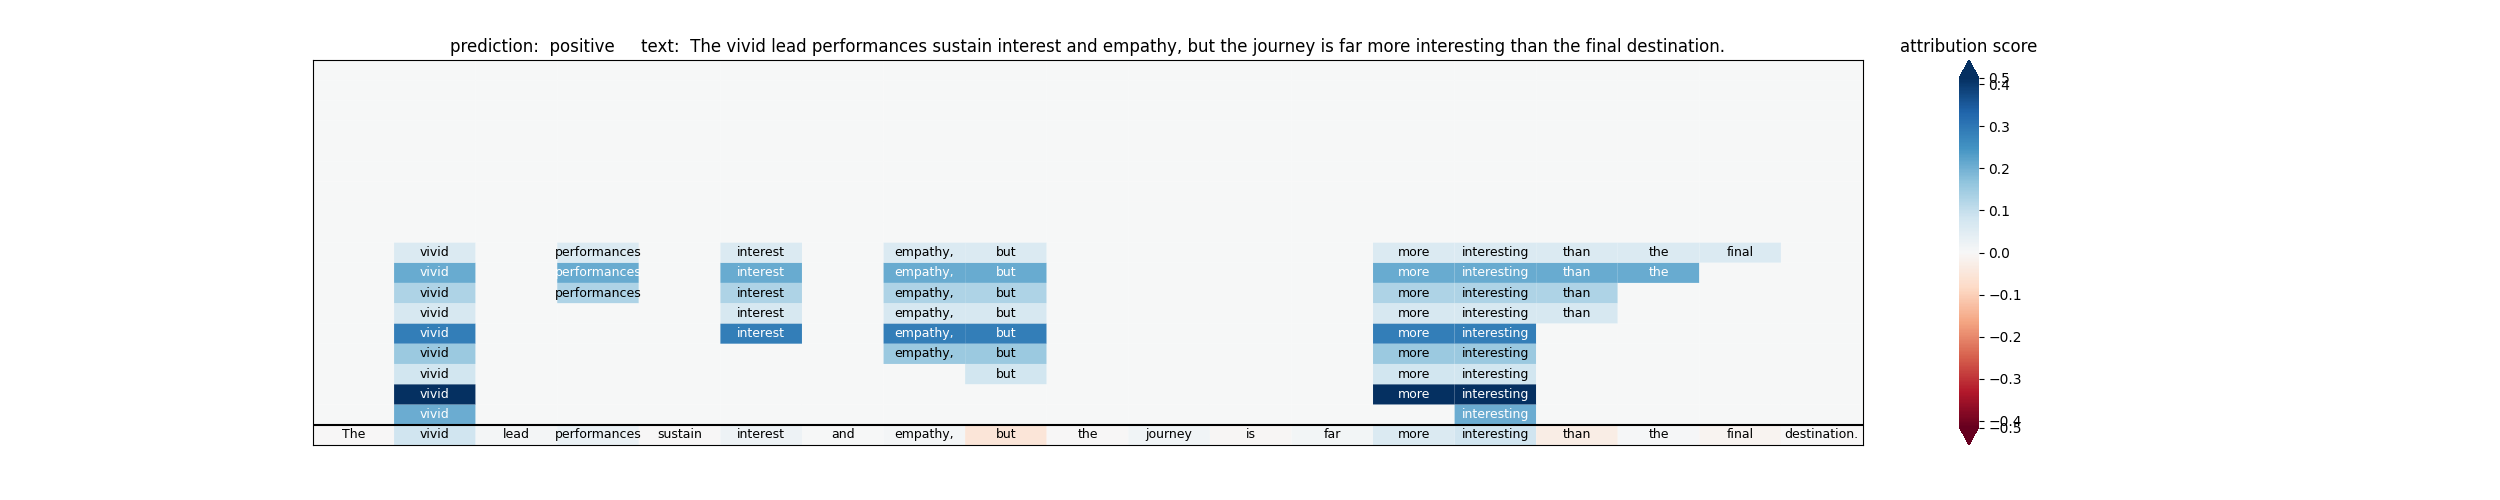 prediction:  positive     text:  The vivid lead performances sustain interest and empathy, but the journey is far more interesting than the final destination.
attribution score
0.5
0.4
0.3
0.2
0.1
0.0
−0.1
−0.2
−0.3
−0.4
−0.5
vivid performances interest empathy, but more interesting than the final
vivid performances interest empathy, but more interesting than the
vivid performances interest empathy, but more interesting than
vivid interest empathy, but more interesting than
vivid interest empathy, but more interesting
vivid empathy, but more interesting
vivid but more interesting
vivid more interesting
vivid interesting
The vivid lead performances sustain interest and empathy, but the journey is far more interesting than the final destination.